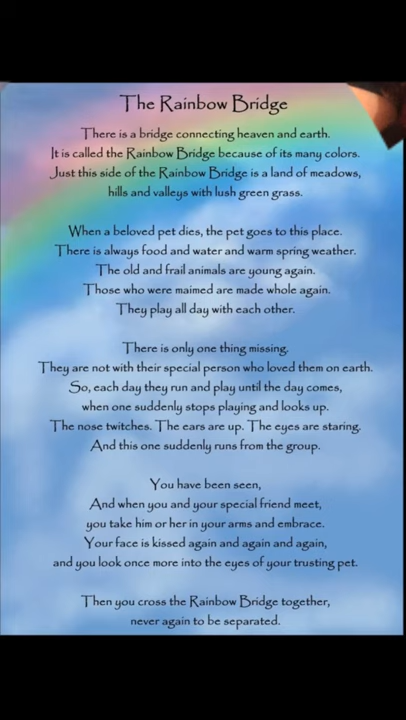 The Rainbow Bridge
There is a bridge connecting heaven and earth.
It is called the Rainbow Bridge because of its many colors.
Just this side of the Rainbow Bridge is a land of meadows,
hills and valleys with lush green grass.
When a beloved pet dies, the pet goes to this place.
There is always food and water and warm spring weather.
The old and frail animals are young again.
Those who were maimed are made whole again.
They play all day with each other.
There is only one thing missing.
They are not with their special person who loved them on earth.
So, each day they run and play until the day comes,
when one suddenly stops playing and looks up.
The nose twitches. The ears are up. The eyes are staring.
And this one suddenly runs from the group.
You have been seen,
And when you and your special friend meet,
you take him or her in your arms and embrace.
Your face is kissed again and again and again,
and you look once more into the eyes of your trusting pet.
Then you cross the Rainbow Bridge together,
never again to be separated.